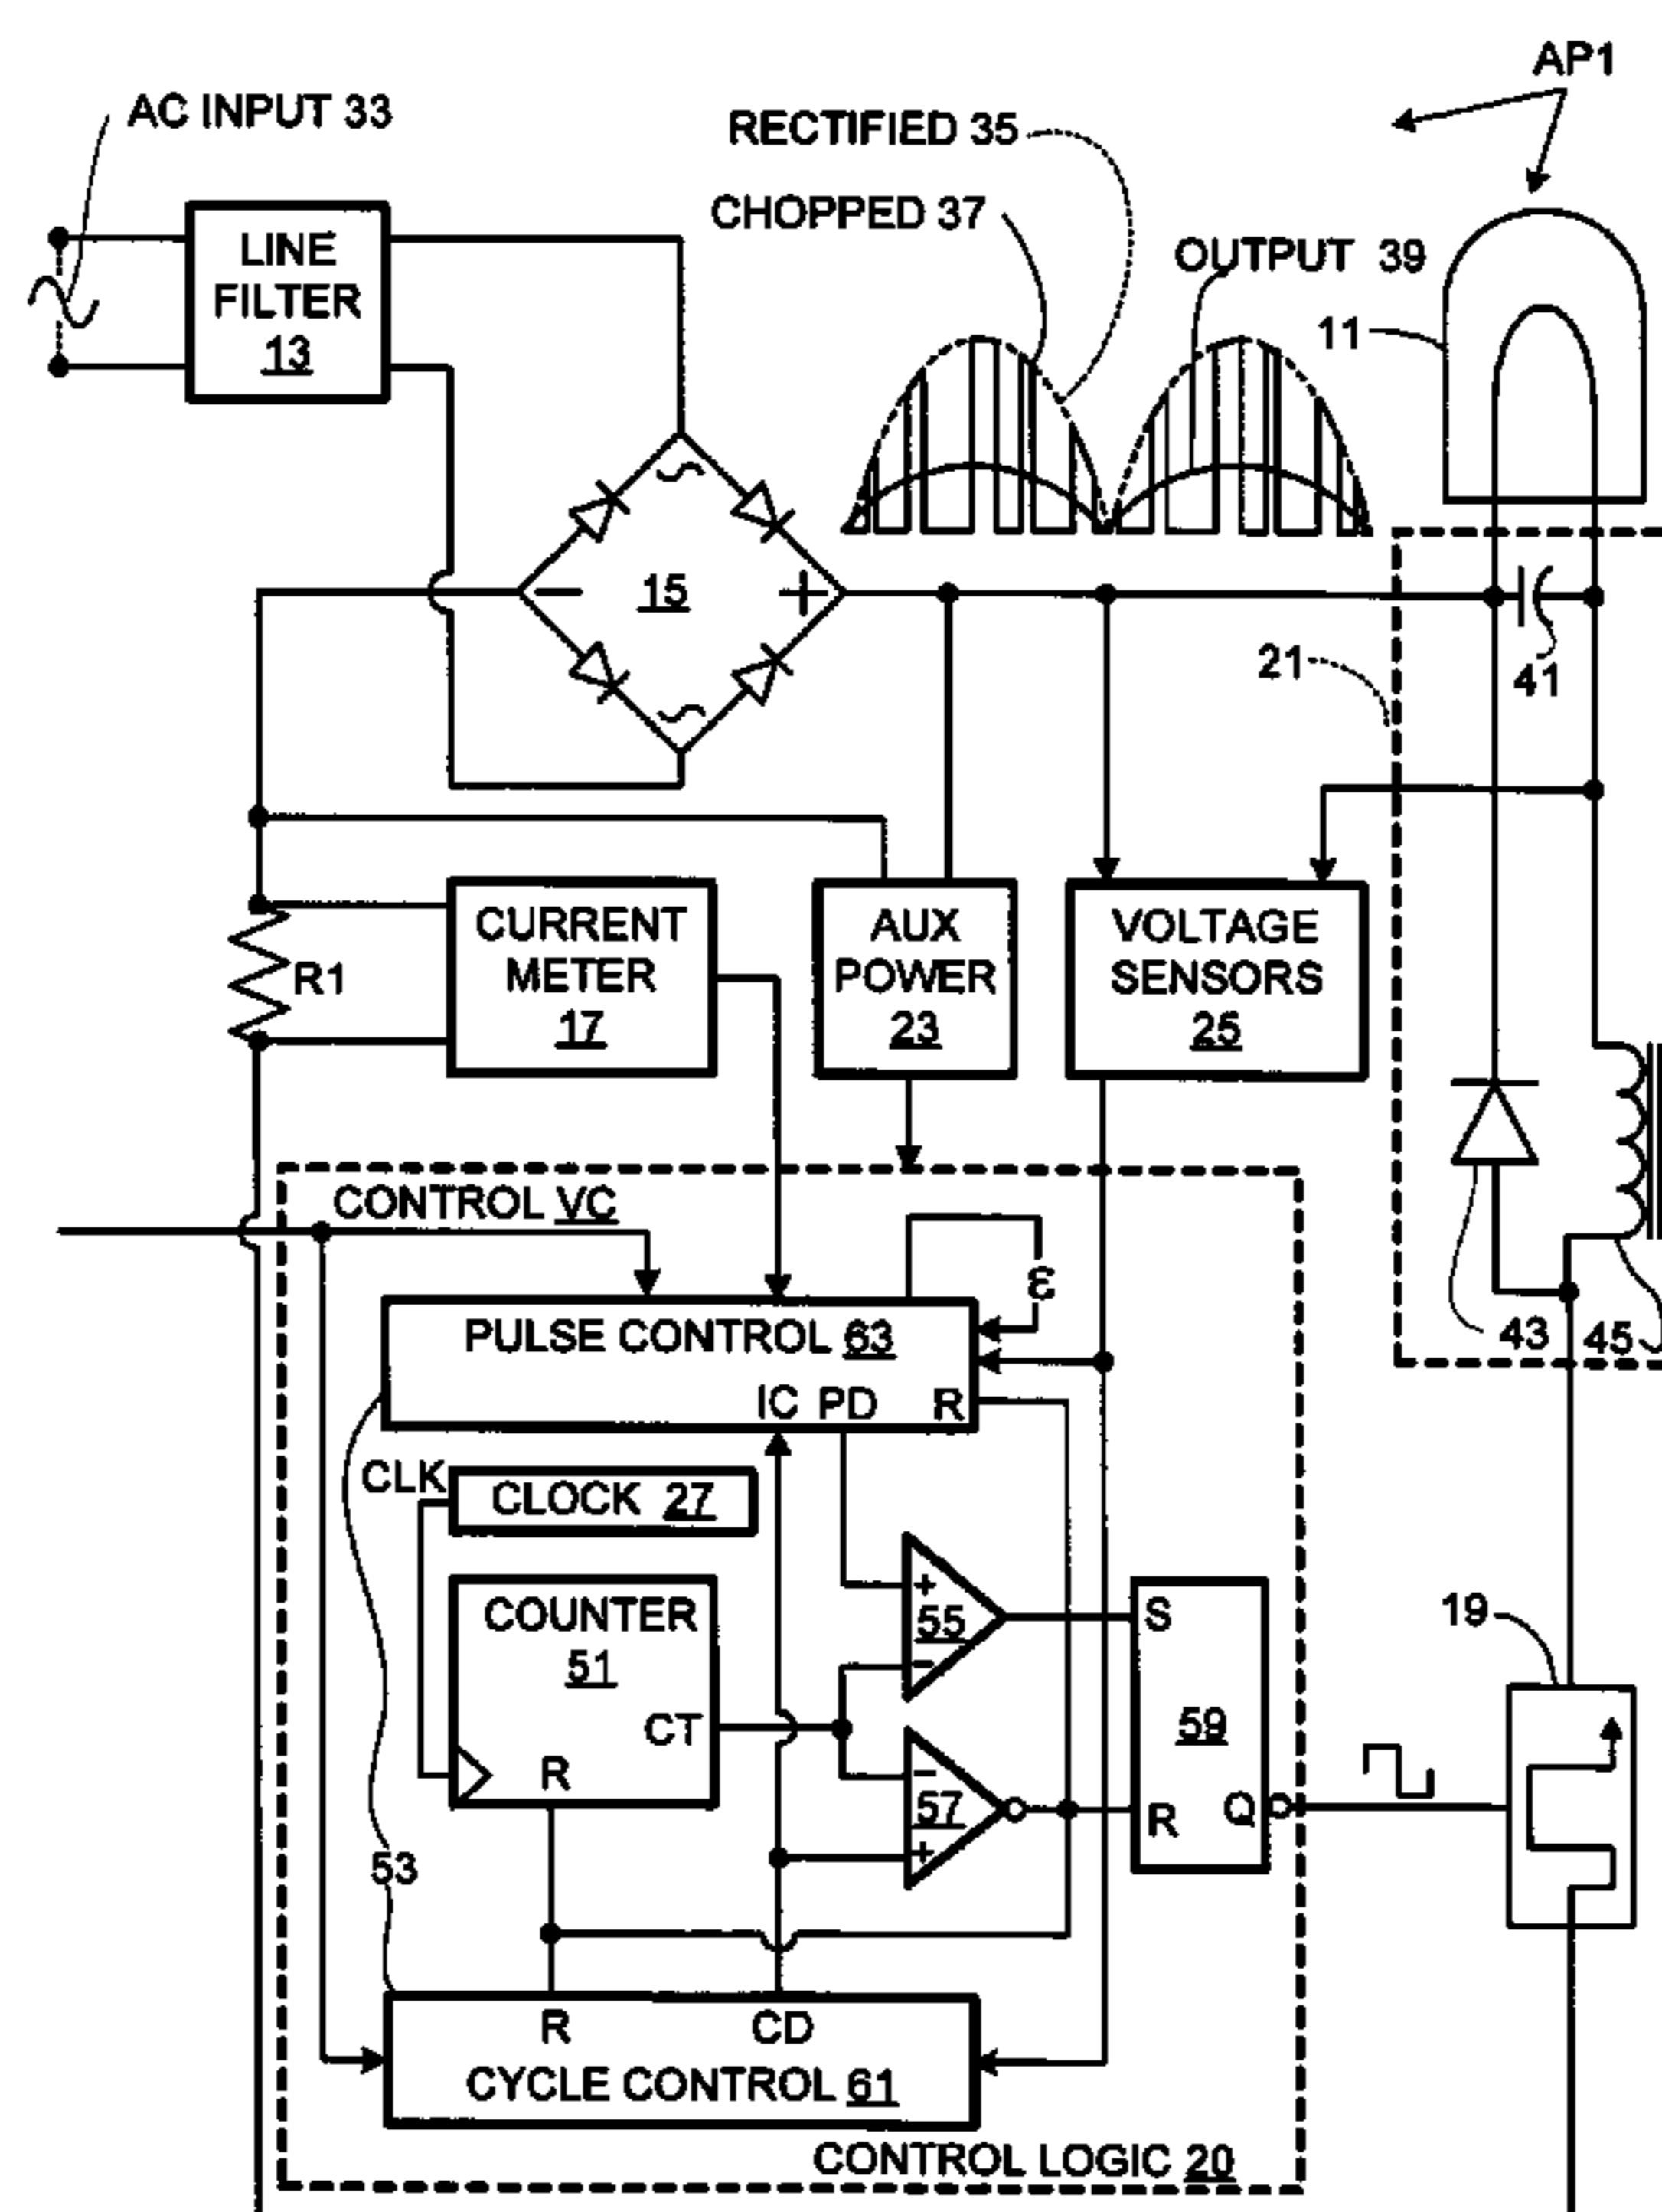 AP1
AC INPUT 33
RECTIFIED 35
CHOPPED 37
OUTPUT 39
LINE
FILTER
13
11
15
21
41
CURRENT
METER
17
R1
AUX
POWER
23
VOLTAGE
SENSORS
25
CONTROL VC
ε
PULSE CONTROL 63
IC PD R
43
45
CLK
CLOCK 27
COUNTER
51
CT
R
+
55
-
-
57
+
S
59
R
Q
19
53
R CD
CYCLE CONTROL 61
CONTROL LOGIC 20